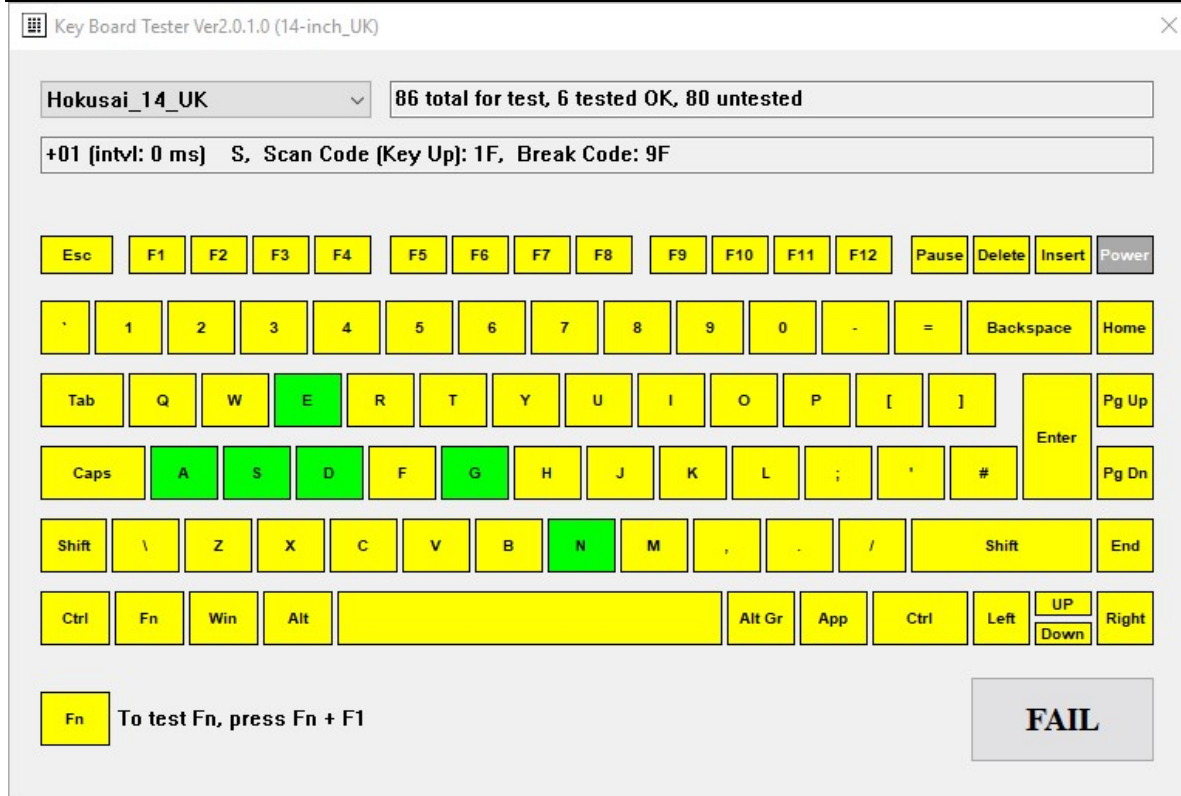 Key Board Tester Ver2.0.1.0 (14-inch_UK)
Hokusai_14_UK 86 total for test, 6 tested OK, 80 untested
+01 (intvl: 0 ms) S, Scan Code (Key Up): 1F, Break Code: 9F
Esc F1 F2 F3 F4 F5 F6 F7 F8 F9 F10 F11 F12 Pause Delete Insert Power
` 1 2 3 4 5 6 7 8 9 0 - = Backspace Home
Tab Q W E R T Y U I O P [ ] Enter Pg Up
Caps A S D F G H J K L ; ' # Pg Dn
Shift \ Z X C V B N M , . / Shift End
Ctrl Fn Win Alt Alt Gr App Ctrl Left UP Down Right
Fn To test Fn, press Fn + F1 FAIL